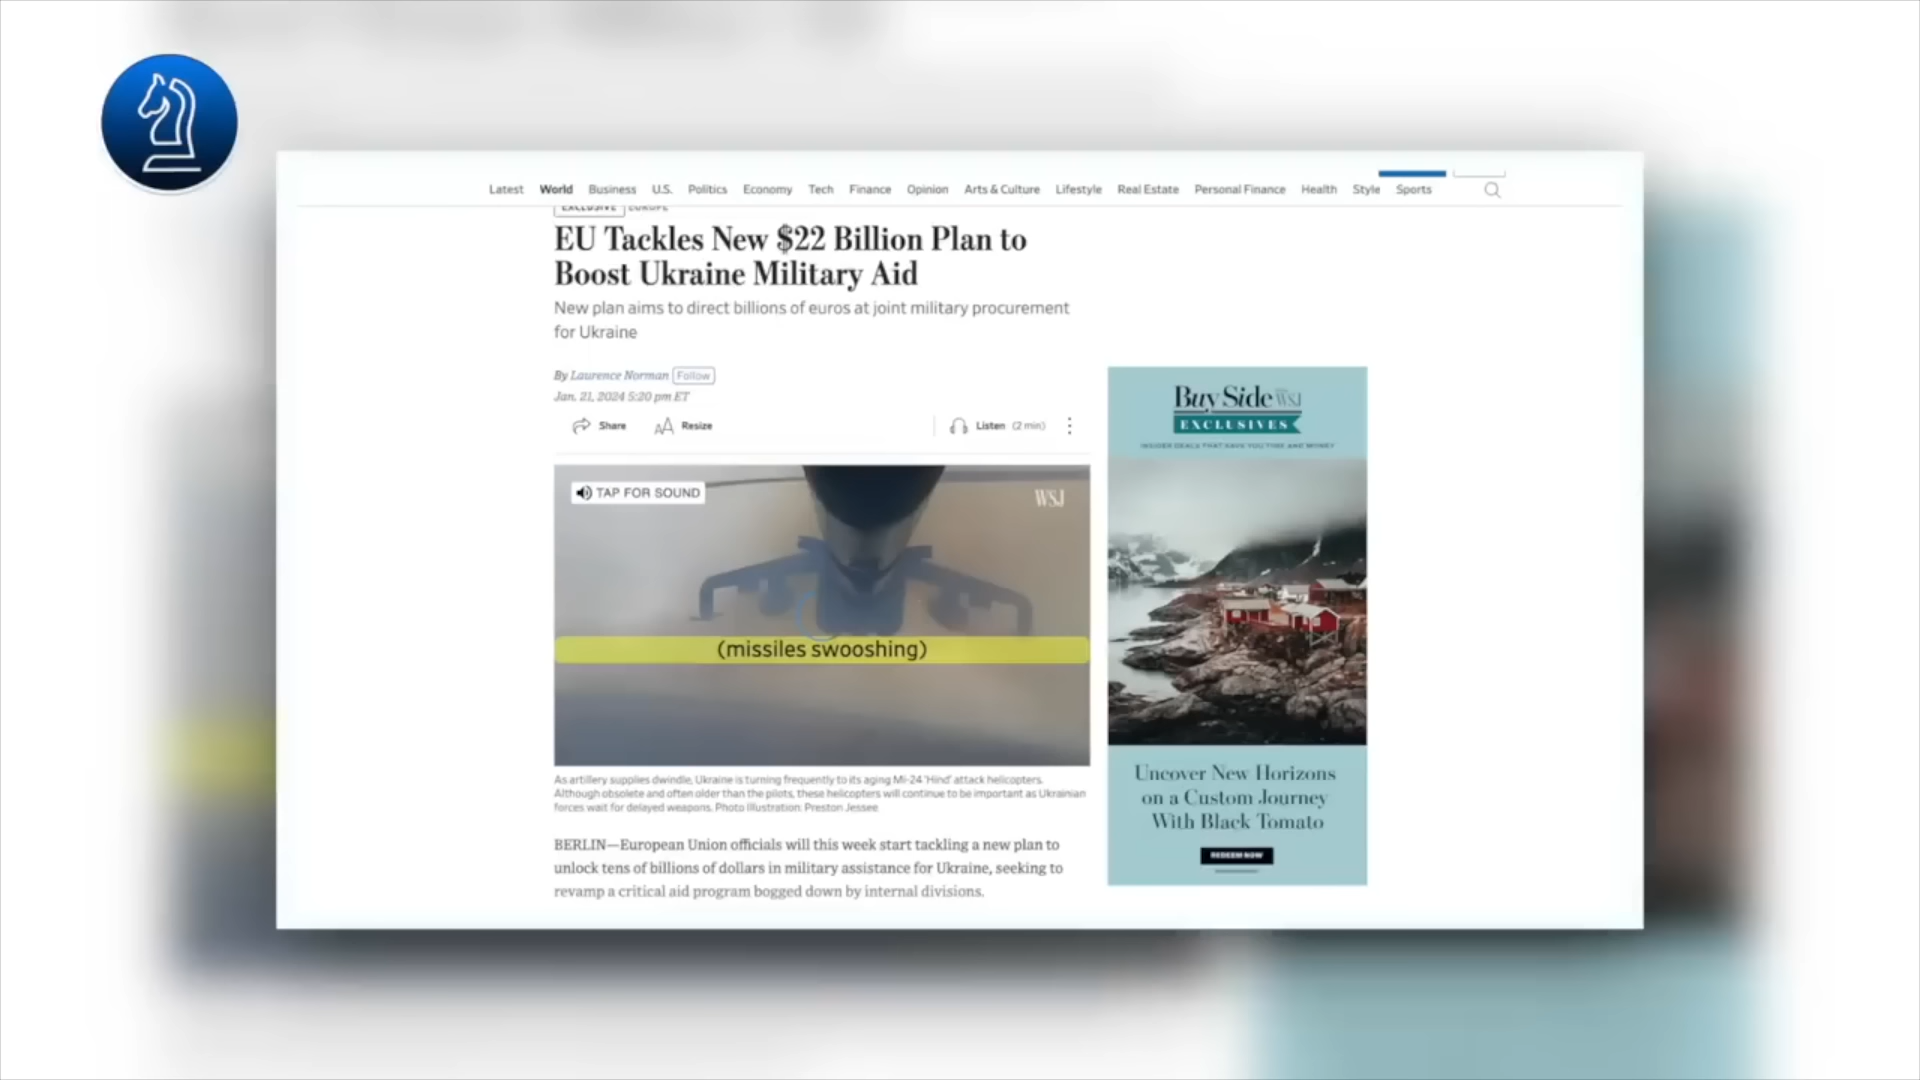 Latest World Business U.S. Politics Economy Tech Finance Opinion Arts & Culture Lifestyle Real Estate Personal Finance Health Style Sports
EXCLUSIVE EUROPE
EU Tackles New $22 Billion Plan to
Boost Ukraine Military Aid
New plan aims to direct billions of euros at joint military procurement
for Ukraine
By Laurence Norman Follow
Jan. 21, 2024 5:20 pm ET
Share Resize Listen (2 min)
TAP FOR SOUND
WSJ
(missiles swooshing)
As artillery supplies dwindle, Ukraine is turning frequently to its aging Mi-24 'Hind' attack helicopters.
Although obsolete and often older than the pilots, these helicopters will continue to be important as Ukrainian
forces wait for delayed weapons. Photo Illustration: Preston Jessee
BERLIN—European Union officials will this week start tackling a new plan to
unlock tens of billions of dollars in military assistance for Ukraine, seeking to
revamp a critical aid program bogged down by internal divisions.
Buy Side WSJ
EXCLUSIVES
INSIDER DEALS THAT SAVE YOU TIME AND MONEY
Uncover New Horizons
on a Custom Journey
With Black Tomato
REDEEM NOW